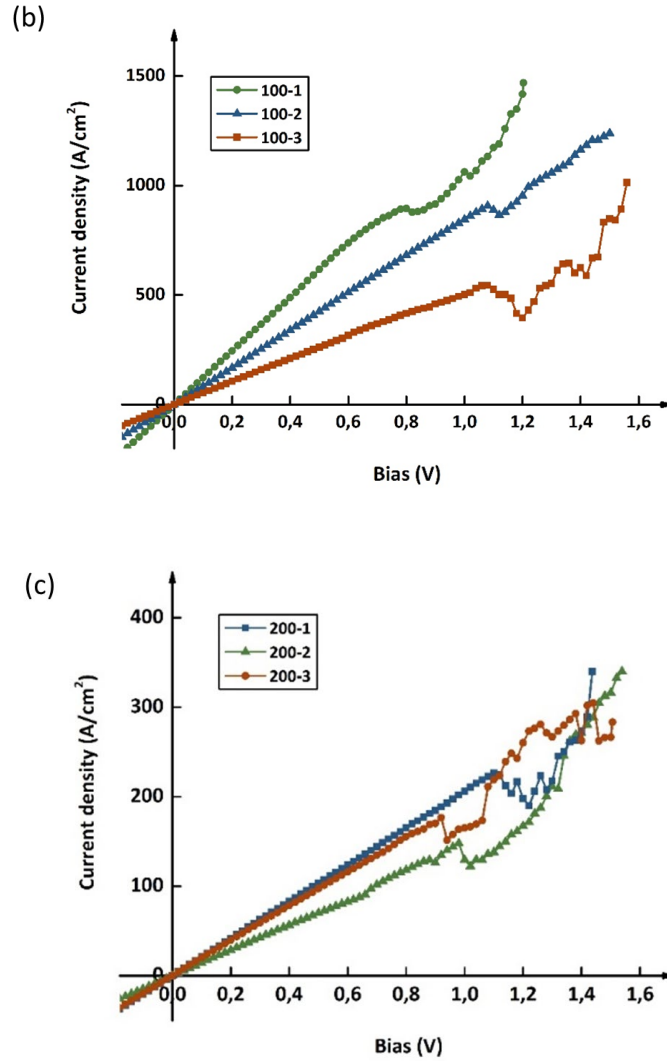 (b)
1500
100-1
100-2
100-3
1000
Current density (A/cm²)
500
0
0,0 0,2 0,4 0,6 0,8 1,0 1,2 1,4 1,6
Bias (V)
(c)
400
200-1
200-2
200-3
300
Current density (A/cm²)
200
100
0
0,0 0,2 0,4 0,6 0,8 1,0 1,2 1,4 1,6
Bias (V)